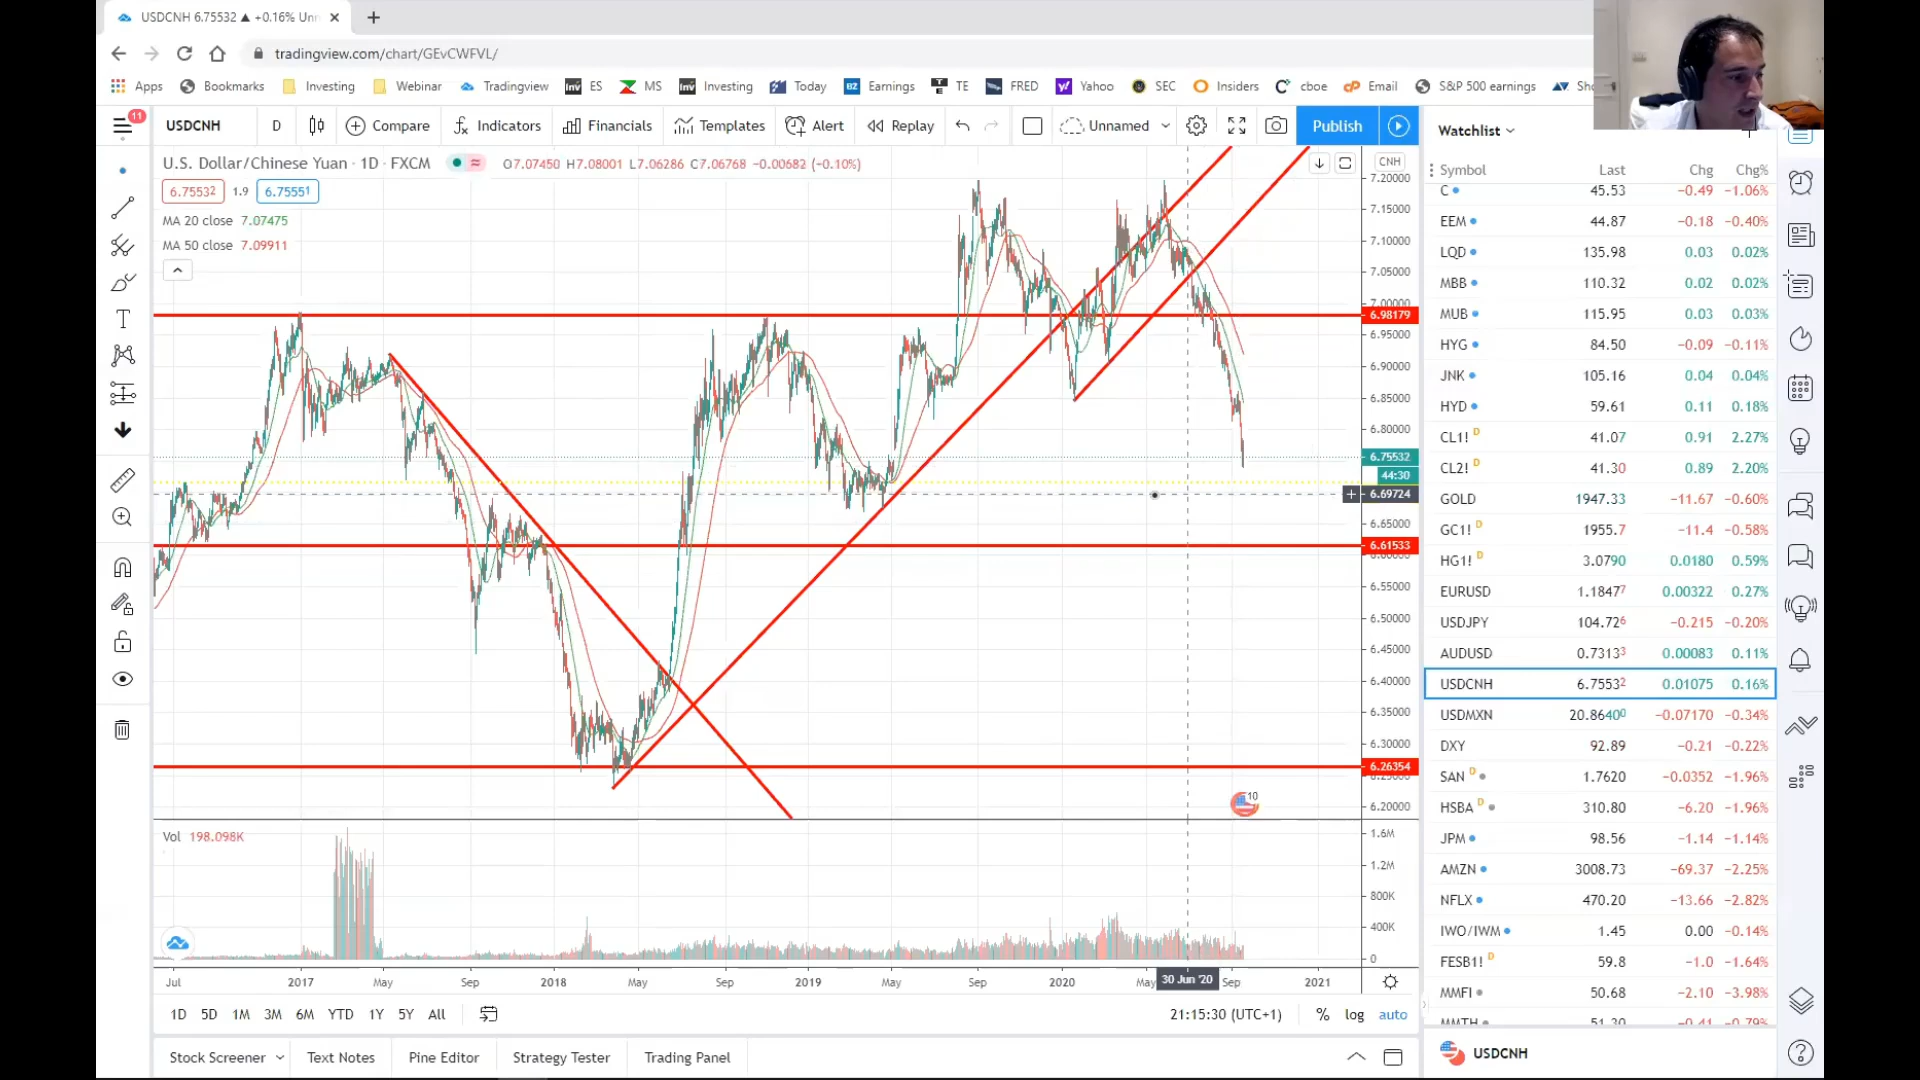 USDCNH 6.75532 ▲ +0.16% Unn
tradingview.com/chart/GEvCWFVL/
Apps Bookmarks Investing Webinar Tradingview ES MS Investing Today Earnings TE FRED Yahoo SEC Insiders cboe Email S&P 500 earnings
11 USDCNH D Compare Indicators Financials Templates Alert Replay Unnamed Publish
Watchlist
U.S. Dollar/Chinese Yuan · 1D · FXCM O7.07450 H7.08001 L7.06286 C7.06768 −0.00682 (−0.10%)
6.75532 1.9 6.75551
MA 20 close 7.07475
MA 50 close 7.09911
CNH
7.20000
7.15000
7.10000
7.05000
7.00000
6.98179
6.95000
6.90000
6.85000
6.80000
6.75532
44:30
6.69724
6.65000
6.61533
6.60000
6.55000
6.50000
6.45000
6.40000
6.35000
6.30000
6.26354
6.25000
6.20000
10
Vol 198.098K
1.6M
1.2M
800K
400K
0
Jul 2017 May Sep 2018 May Sep 2019 May Sep 2020 May 30 Jun '20 Sep 2021
1D 5D 1M 3M 6M YTD 1Y 5Y All 21:15:30 (UTC+1) % log auto
Stock Screener Text Notes Pine Editor Strategy Tester Trading Panel
Symbol Last Chg Chg%
C 45.53 −0.49 −1.06%
EEM 44.87 −0.18 −0.40%
LQD 135.98 0.03 0.02%
MBB 110.32 0.02 0.02%
MUB 115.95 0.03 0.03%
HYG 84.50 −0.09 −0.11%
JNK 105.16 0.04 0.04%
HYD 59.61 0.11 0.18%
CL1! D 41.07 0.91 2.27%
CL2! D 41.30 0.89 2.20%
GOLD 1947.33 −11.67 −0.60%
GC1! D 1955.7 −11.4 −0.58%
HG1! D 3.0790 0.0180 0.59%
EURUSD 1.18477 0.00322 0.27%
USDJPY 104.726 −0.215 −0.20%
AUDUSD 0.73133 0.00083 0.11%
USDCNH 6.75532 0.01075 0.16%
USDMXN 20.86400 −0.07170 −0.34%
DXY 92.89 −0.21 −0.22%
SAN D 1.7620 −0.0352 −1.96%
HSBA D 310.80 −6.20 −1.96%
JPM 98.56 −1.14 −1.14%
AMZN 3008.73 −69.37 −2.25%
NFLX 470.20 −13.66 −2.82%
IWO/IWM 1.45 0.00 −0.14%
FESB1! D 59.8 −1.0 −1.64%
MMFI 50.68 −2.10 −3.98%
MMTH 51.30 −0.41 −0.79%
USDCNH